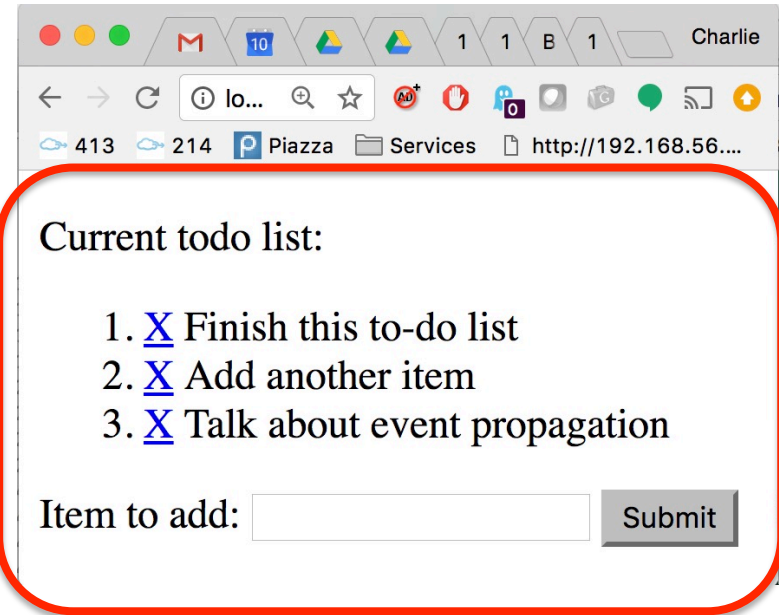 10 1 1 B 1 Charlie
lo... AD+ 0 G
413 214 P Piazza Services http://192.168.56....
Current todo list:
1. X Finish this to-do list
2. X Add another item
3. X Talk about event propagation
Item to add: Submit